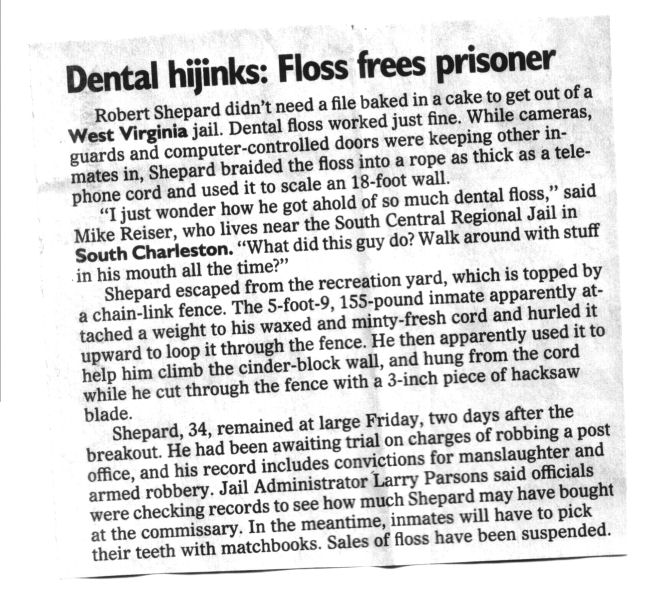 Dental hijinks: Floss frees prisoner
Robert Shepard didn't need a file baked in a cake to get out of a
West Virginia jail. Dental floss worked just fine. While cameras,
guards and computer-controlled doors were keeping other in-
mates in, Shepard braided the floss into a rope as thick as a tele-
phone cord and used it to scale an 18-foot wall.
"I just wonder how he got ahold of so much dental floss," said
Mike Reiser, who lives near the South Central Regional Jail in
South Charleston. "What did this guy do? Walk around with stuff
in his mouth all the time?"
Shepard escaped from the recreation yard, which is topped by
a chain-link fence. The 5-foot-9, 155-pound inmate apparently at-
tached a weight to his waxed and minty-fresh cord and hurled it
upward to loop it through the fence. He then apparently used it to
help him climb the cinder-block wall, and hung from the cord
while he cut through the fence with a 3-inch piece of hacksaw
blade.
Shepard, 34, remained at large Friday, two days after the
breakout. He had been awaiting trial on charges of robbing a post
office, and his record includes convictions for manslaughter and
armed robbery. Jail Administrator Larry Parsons said officials
were checking records to see how much Shepard may have bought
at the commissary. In the meantime, inmates will have to pick
their teeth with matchbooks. Sales of floss have been suspended.